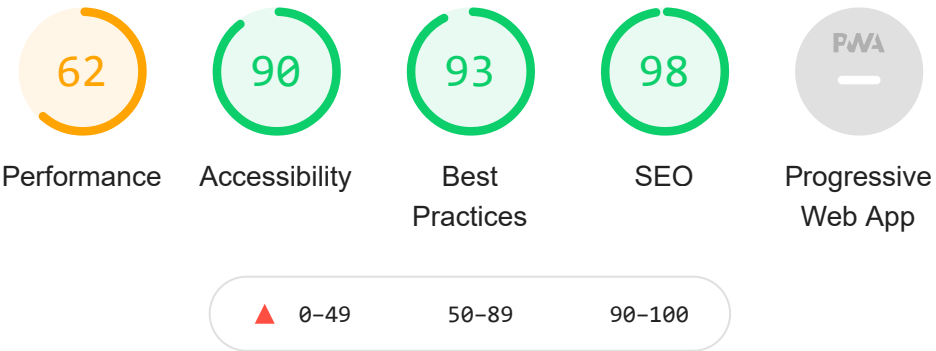 62 90 93 98 PWA
Performance Accessibility Best Practices SEO Progressive Web App
0–49 50–89 90–100